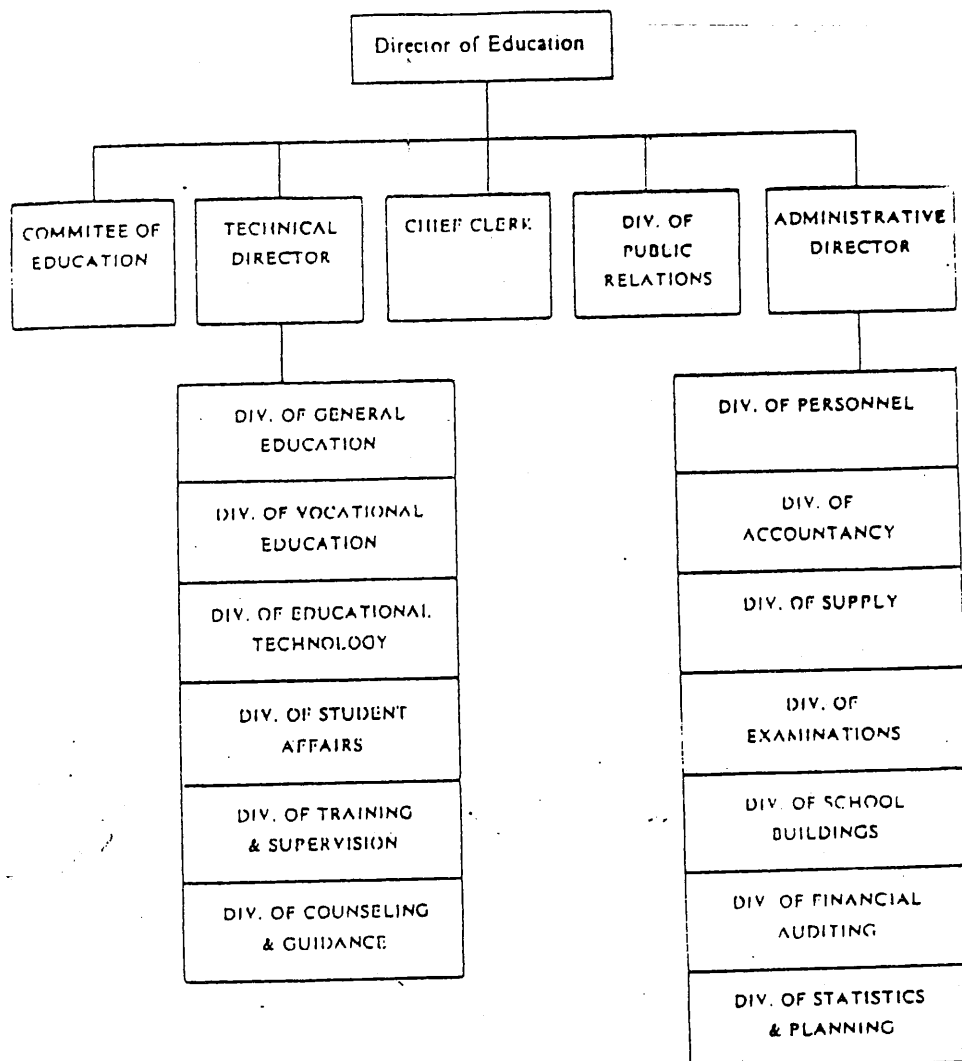 Director of Education
COMMITEE OF
EDUCATION
TECHNICAL
DIRECTOR
CHIEF CLERK
DIV. OF
PUBLIC
RELATIONS
ADMINISTRATIVE
DIRECTOR
DIV. OF GENERAL
EDUCATION
DIV. OF VOCATIONAL
EDUCATION
DIV. OF EDUCATIONAL
TECHNOLOGY
DIV. OF STUDENT
AFFAIRS
DIV. OF TRAINING
& SUPERVISION
DIV. OF COUNSELING
& GUIDANCE
DIV. OF PERSONNEL
DIV. OF
ACCOUNTANCY
DIV. OF SUPPLY
DIV. OF
EXAMINATIONS
DIV. OF SCHOOL
BUILDINGS
DIV. OF FINANCIAL
AUDITING
DIV. OF STATISTICS
& PLANNING